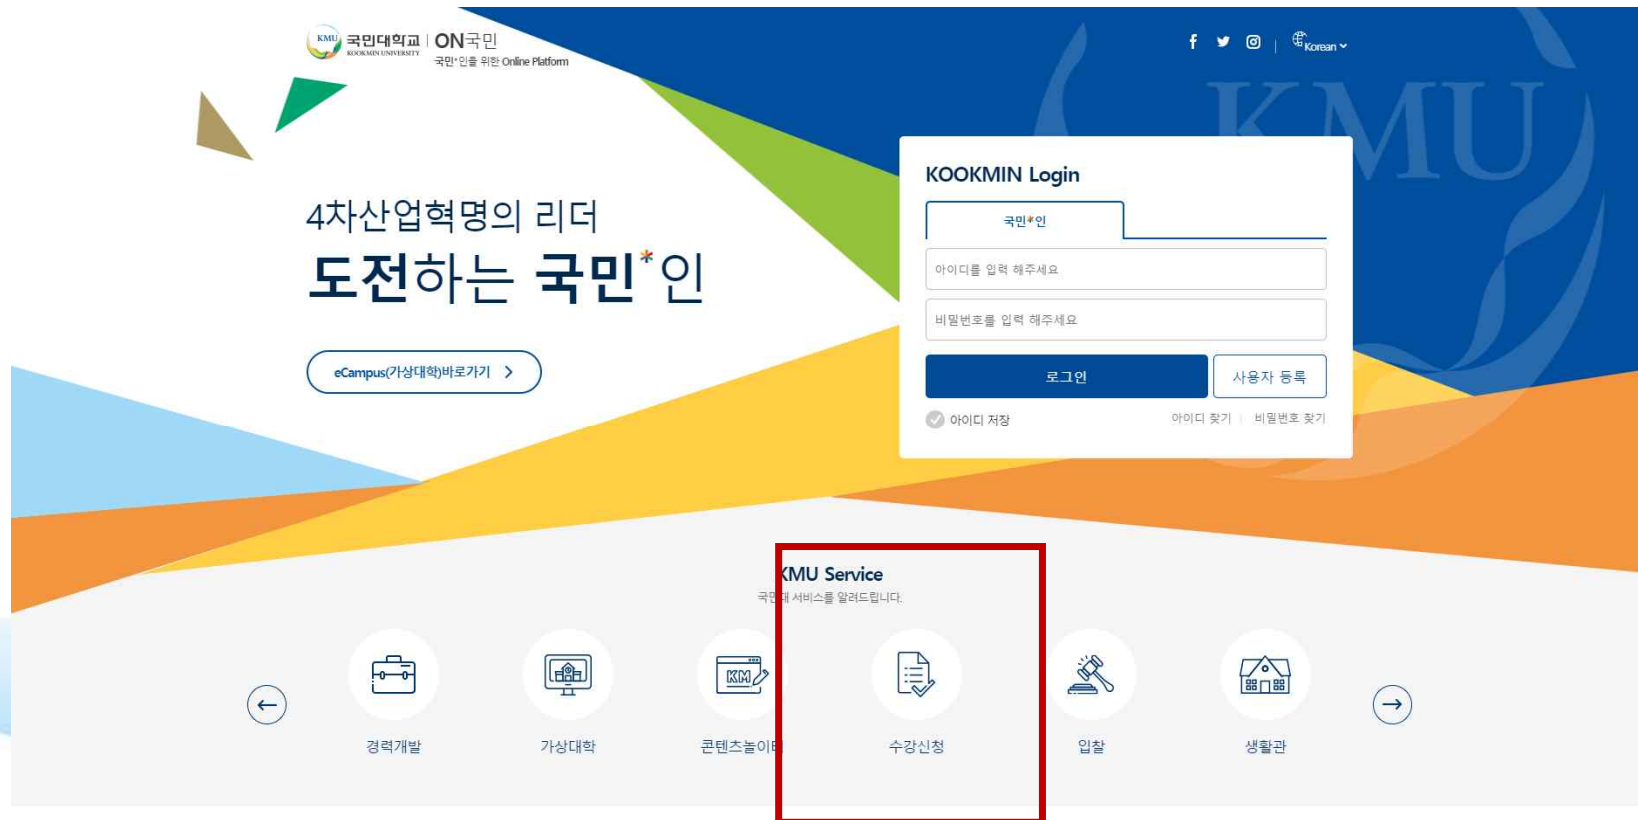 KMU 국민대학교 ON국민
KOOKMIN UNIVERSITY
국민*인을 위한 Online Platform
Korean
KMU
4차산업혁명의 리더
도전하는 국민*인
eCampus(가상대학)바로가기
KOOKMIN Login
국민*인
아이디를 입력 해주세요
비밀번호를 입력 해주세요
로그인 사용자 등록
아이디 저장 아이디 찾기 비밀번호 찾기
KMU Service
국민대 서비스를 알려드립니다.
KM
경력개발 가상대학 콘텐츠놀이터 수강신청 입찰 생활관